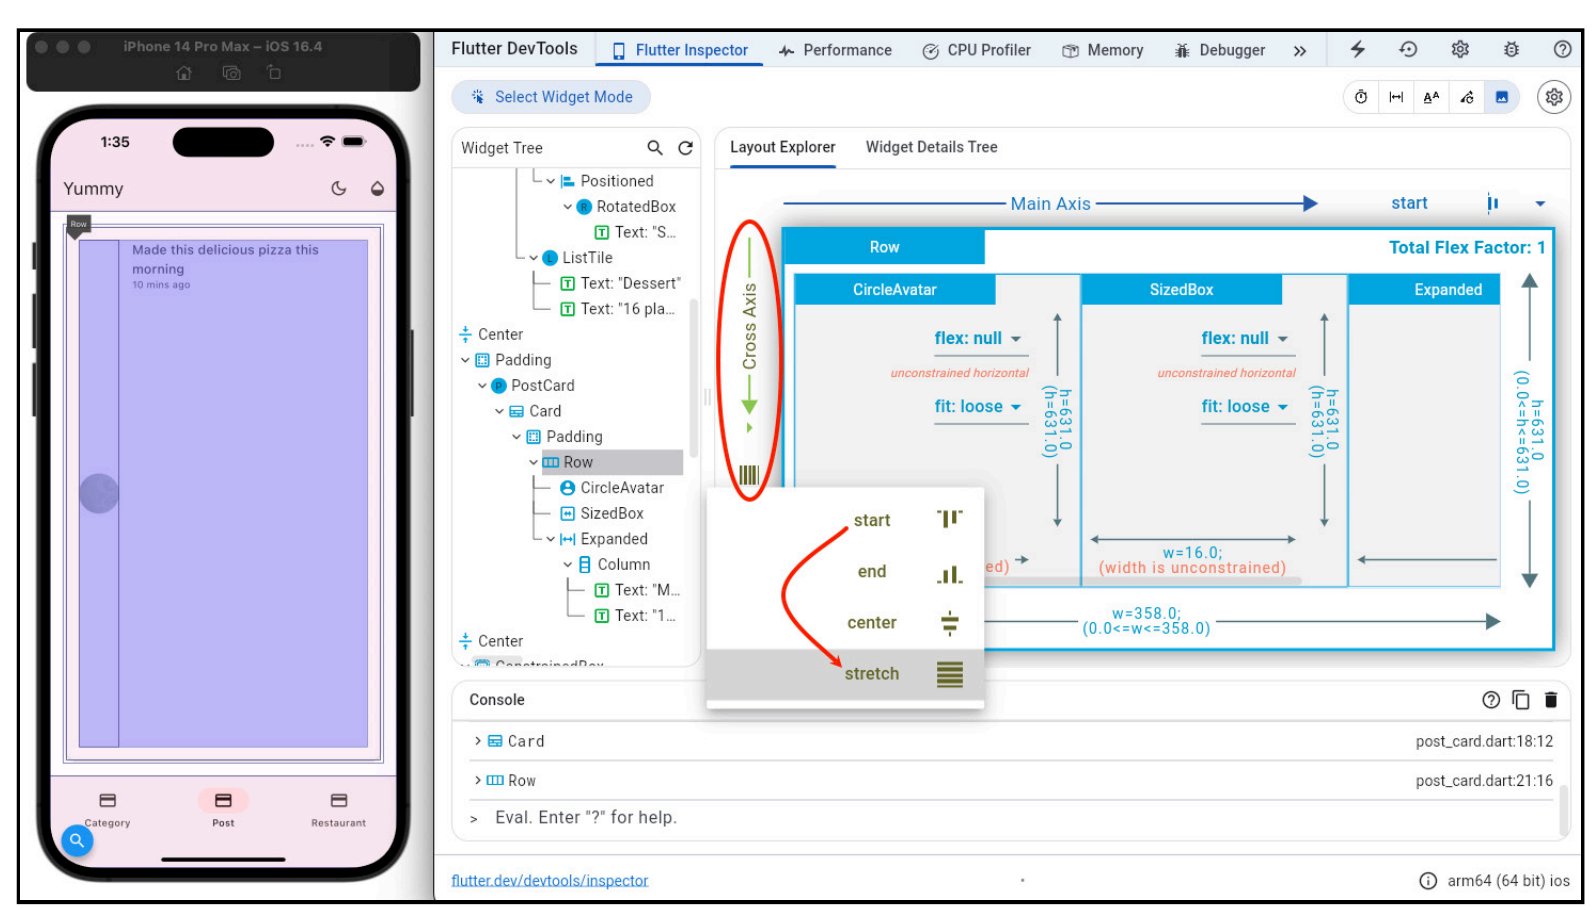 iPhone 14 Pro Max – iOS 16.4
1:35
Yummy
Row
Made this delicious pizza this
morning
10 mins ago
Category
Post
Restaurant
Flutter DevTools
Flutter Inspector
Performance
CPU Profiler
Memory
Debugger
Select Widget Mode
Widget Tree
Positioned
RotatedBox
Text: "S...
ListTile
Text: "Dessert"
Text: "16 pla...
Center
Padding
PostCard
Card
Padding
Row
CircleAvatar
SizedBox
Expanded
Column
Text: "M...
Text: "1...
Center
ConstrainedBox
Layout Explorer
Widget Details Tree
Main Axis
start
Cross Axis
Row
Total Flex Factor: 1
CircleAvatar
flex: null
unconstrained horizontal
fit: loose
h=631.0
(h=631.0)
SizedBox
flex: null
unconstrained horizontal
fit: loose
h=631.0
(h=631.0)
Expanded
h=631.0
(0.0<=h<=631.0)
ed)
w=16.0;
(width is unconstrained)
w=358.0;
(0.0<=w<=358.0)
start
end
center
stretch
Console
Card
post_card.dart:18:12
Row
post_card.dart:21:16
> Eval. Enter "?" for help.
flutter.dev/devtools/inspector
arm64 (64 bit) ios